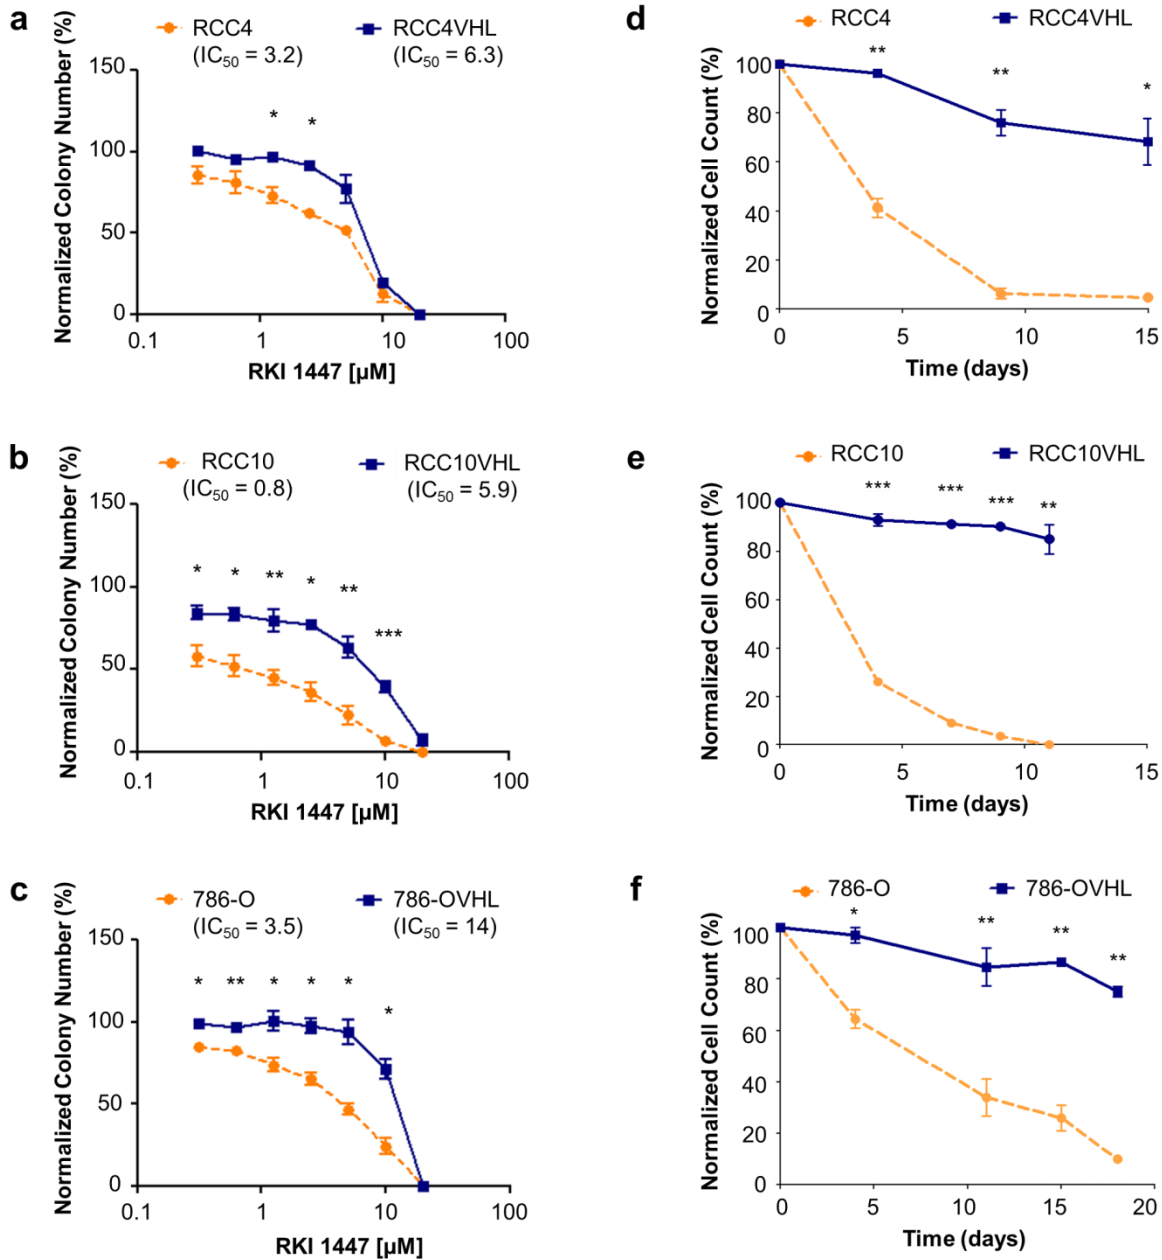 a
RCC4
(IC50 = 3.2)
RCC4VHL
(IC50 = 6.3)
Normalized Colony Number (%)
150
100
50
0
* *
0.1 1 10 100
RKI 1447 [µM]
d
RCC4 RCC4VHL
Normalized Cell Count (%)
100
80
60
40
20
0
** ** *
0 5 10 15
Time (days)
b
RCC10
(IC50 = 0.8)
RCC10VHL
(IC50 = 5.9)
Normalized Colony Number (%)
150
100
50
0
* * ** * ** ***
0.1 1 10 100
RKI 1447 [µM]
e
RCC10 RCC10VHL
Normalized Cell Count (%)
100
80
60
40
20
0
*** *** *** **
0 5 10 15
Time (days)
c
786-O
(IC50 = 3.5)
786-OVHL
(IC50 = 14)
Normalized Colony Number (%)
150
100
50
0
* ** * * * *
0.1 1 10 100
RKI 1447 [µM]
f
786-O 786-OVHL
Normalized Cell Count (%)
100
80
60
40
20
0
* ** ** **
0 5 10 15 20
Time (days)